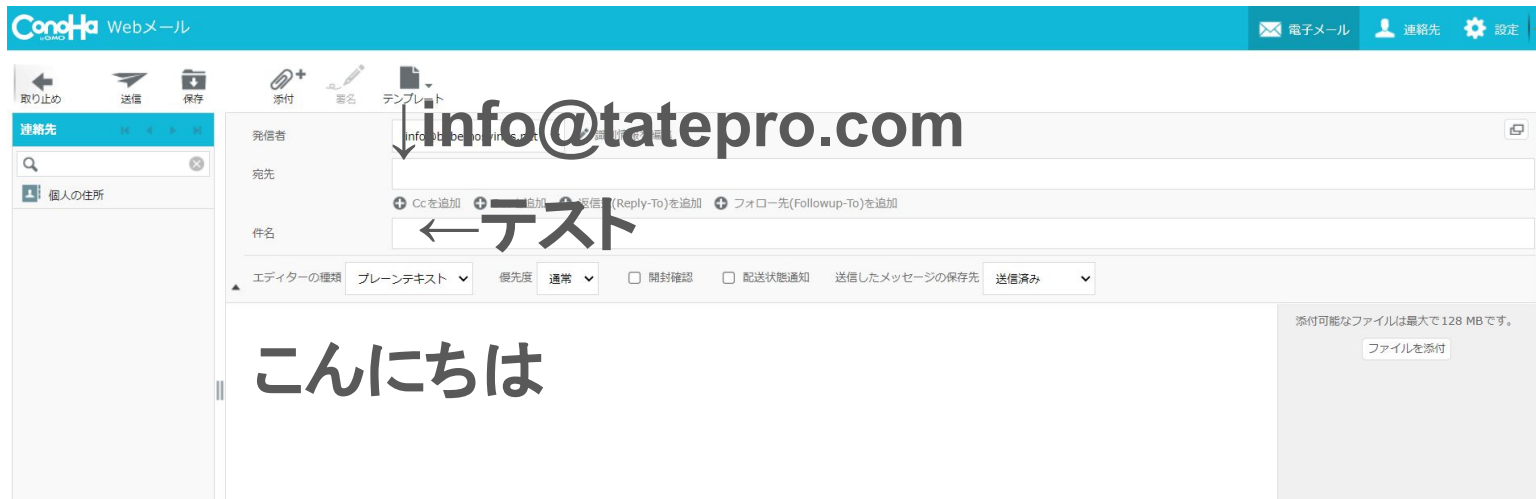 ConoHa Webメール
by GMO
電子メール 連絡先 設定
取り止め 送信 保存 添付 署名 テンプレート
↓info@tatepro.com
連絡先
発信者
宛先
個人の住所
Ccを追加 (Reply-To)を追加 フォロー先(Followup-To)を追加
←テスト
件名
エディターの種類 プレーンテキスト 優先度 通常 開封確認 配送状態通知 送信したメッセージの保存先 送信済み
添付可能なファイルは最大で128 MBです。
ファイルを添付
こんにちは